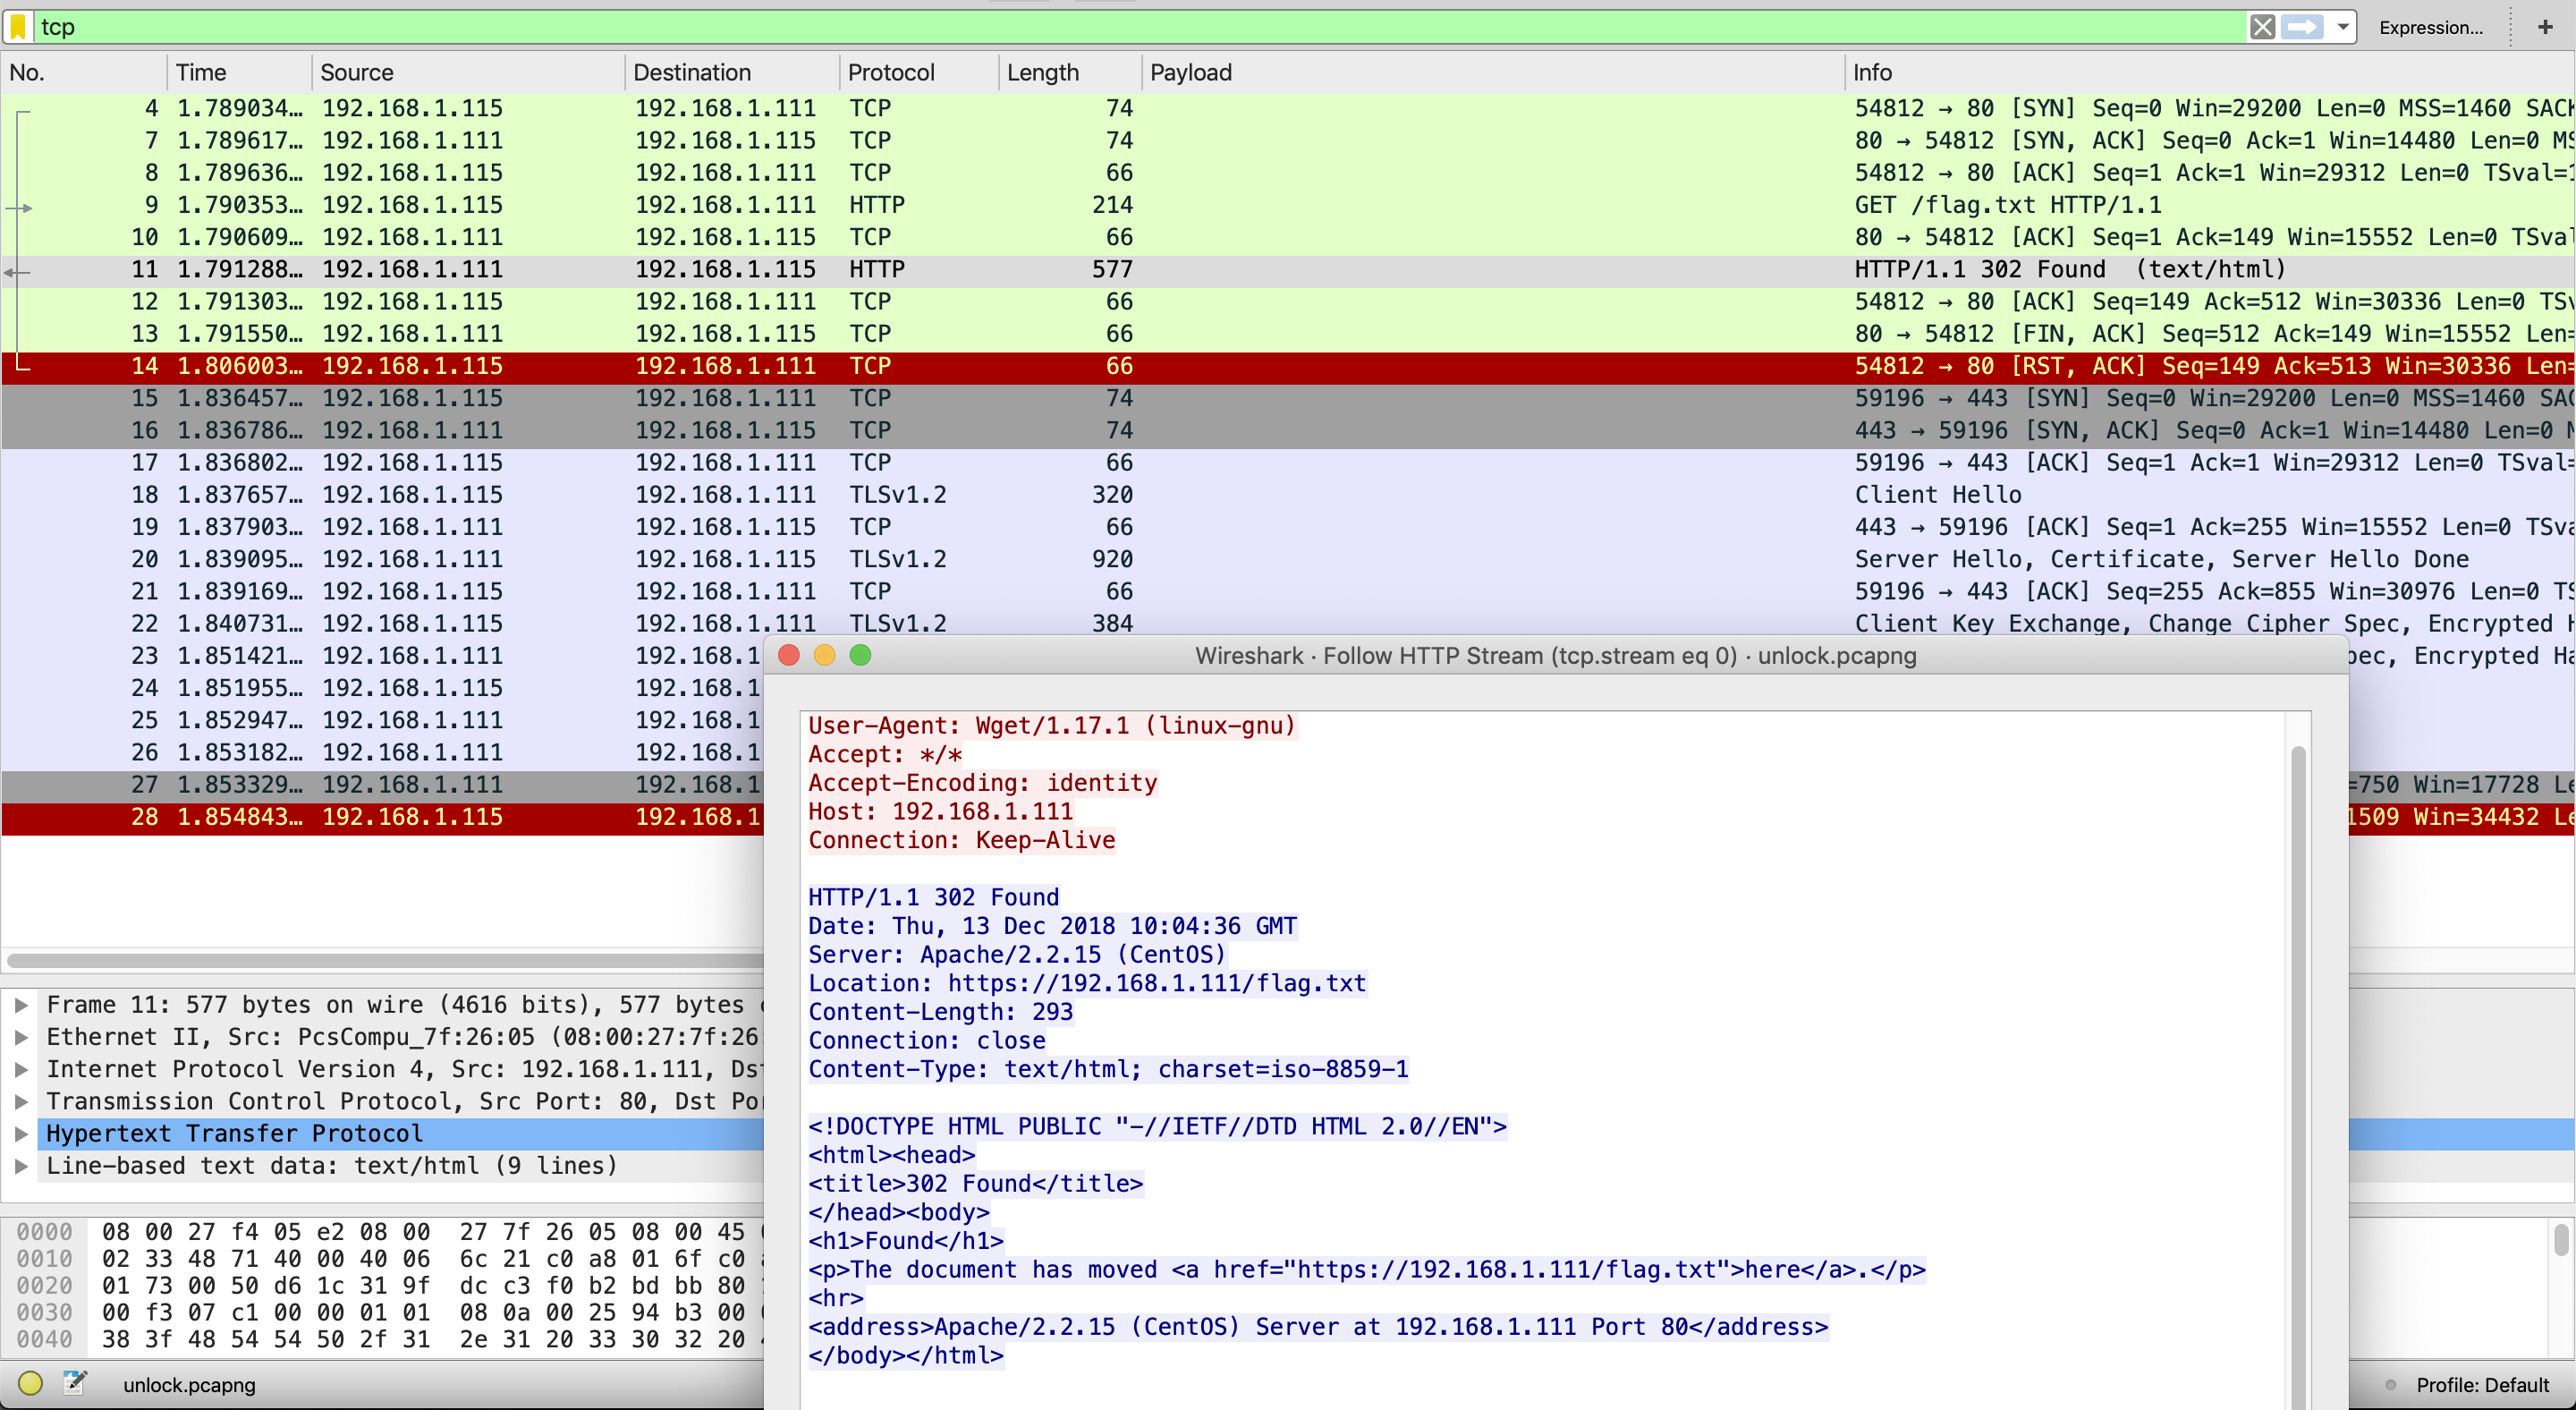 tcp Expression… +
No. Time Source Destination Protocol Length Payload Info
4 1.789034… 192.168.1.115 192.168.1.111 TCP 74 54812 → 80 [SYN] Seq=0 Win=29200 Len=0 MSS=1460 SACK
7 1.789617… 192.168.1.111 192.168.1.115 TCP 74 80 → 54812 [SYN, ACK] Seq=0 Ack=1 Win=14480 Len=0 MS
8 1.789636… 192.168.1.115 192.168.1.111 TCP 66 54812 → 80 [ACK] Seq=1 Ack=1 Win=29312 Len=0 TSval=1
9 1.790353… 192.168.1.115 192.168.1.111 HTTP 214 GET /flag.txt HTTP/1.1
10 1.790609… 192.168.1.111 192.168.1.115 TCP 66 80 → 54812 [ACK] Seq=1 Ack=149 Win=15552 Len=0 TSval
11 1.791288… 192.168.1.111 192.168.1.115 HTTP 577 HTTP/1.1 302 Found (text/html)
12 1.791303… 192.168.1.115 192.168.1.111 TCP 66 54812 → 80 [ACK] Seq=149 Ack=512 Win=30336 Len=0 TSv
13 1.791550… 192.168.1.111 192.168.1.115 TCP 66 80 → 54812 [FIN, ACK] Seq=512 Ack=149 Win=15552 Len=
14 1.806003… 192.168.1.115 192.168.1.111 TCP 66 54812 → 80 [RST, ACK] Seq=149 Ack=513 Win=30336 Len=
15 1.836457… 192.168.1.115 192.168.1.111 TCP 74 59196 → 443 [SYN] Seq=0 Win=29200 Len=0 MSS=1460 SAC
16 1.836786… 192.168.1.111 192.168.1.115 TCP 74 443 → 59196 [SYN, ACK] Seq=0 Ack=1 Win=14480 Len=0 M
17 1.836802… 192.168.1.115 192.168.1.111 TCP 66 59196 → 443 [ACK] Seq=1 Ack=1 Win=29312 Len=0 TSval=
18 1.837657… 192.168.1.115 192.168.1.111 TLSv1.2 320 Client Hello
19 1.837903… 192.168.1.111 192.168.1.115 TCP 66 443 → 59196 [ACK] Seq=1 Ack=255 Win=15552 Len=0 TSva
20 1.839095… 192.168.1.111 192.168.1.115 TLSv1.2 920 Server Hello, Certificate, Server Hello Done
21 1.839169… 192.168.1.115 192.168.1.111 TCP 66 59196 → 443 [ACK] Seq=255 Ack=855 Win=30976 Len=0 TS
22 1.840731… 192.168.1.115 192.168.1.111 TLSv1.2 384 Client Key Exchange, Change Cipher Spec, Encrypted H
23 1.851421… 192.168.1.111 192.168.1 pec, Encrypted Ha
24 1.851955… 192.168.1.115 192.168.1
25 1.852947… 192.168.1.111 192.168.1
26 1.853182… 192.168.1.111 192.168.1
27 1.853329… 192.168.1.111 192.168.1 =750 Win=17728 Le
28 1.854843… 192.168.1.115 192.168.1 1509 Win=34432 Le
Wireshark · Follow HTTP Stream (tcp.stream eq 0) · unlock.pcapng
User-Agent: Wget/1.17.1 (linux-gnu)
Accept: */*
Accept-Encoding: identity
Host: 192.168.1.111
Connection: Keep-Alive
HTTP/1.1 302 Found
Date: Thu, 13 Dec 2018 10:04:36 GMT
Server: Apache/2.2.15 (CentOS)
Location: https://192.168.1.111/flag.txt
Content-Length: 293
Connection: close
Content-Type: text/html; charset=iso-8859-1
<!DOCTYPE HTML PUBLIC "-//IETF//DTD HTML 2.0//EN">
<html><head>
<title>302 Found</title>
</head><body>
<h1>Found</h1>
<p>The document has moved <a href="https://192.168.1.111/flag.txt">here</a>.</p>
<hr>
<address>Apache/2.2.15 (CentOS) Server at 192.168.1.111 Port 80</address>
</body></html>
Frame 11: 577 bytes on wire (4616 bits), 577 bytes
Ethernet II, Src: PcsCompu_7f:26:05 (08:00:27:7f:26:
Internet Protocol Version 4, Src: 192.168.1.111, Dst
Transmission Control Protocol, Src Port: 80, Dst Por
Hypertext Transfer Protocol
Line-based text data: text/html (9 lines)
0000 08 00 27 f4 05 e2 08 00 27 7f 26 05 08 00 45
0010 02 33 48 71 40 00 40 06 6c 21 c0 a8 01 6f c0
0020 01 73 00 50 d6 1c 31 9f dc c3 f0 b2 bd bb 80
0030 00 f3 07 c1 00 00 01 01 08 0a 00 25 94 b3 00
0040 38 3f 48 54 54 50 2f 31 2e 31 20 33 30 32 20
unlock.pcapng Profile: Default